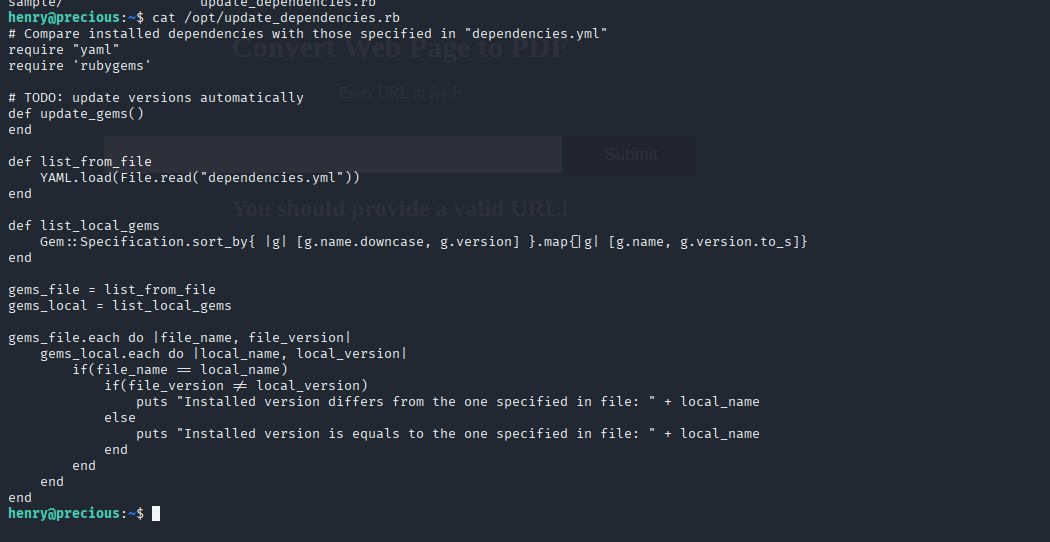 sample/ update_dependencies.rb
henry@precious:~$ cat /opt/update_dependencies.rb
# Compare installed dependencies with those specified in "dependencies.yml"
require "yaml"
require 'rubygems'
Convert Web Page to PDF
Enter URL to fetch
# TODO: update versions automatically
def update_gems()
end
Submit
def list_from_file
    YAML.load(File.read("dependencies.yml"))
end
You should provide a valid URL!
def list_local_gems
    Gem::Specification.sort_by{ |g| [g.name.downcase, g.version] }.map{|g| [g.name, g.version.to_s]}
end
gems_file = list_from_file
gems_local = list_local_gems
gems_file.each do |file_name, file_version|
    gems_local.each do |local_name, local_version|
        if(file_name == local_name)
            if(file_version != local_version)
                puts "Installed version differs from the one specified in file: " + local_name
            else
                puts "Installed version is equals to the one specified in file: " + local_name
            end
        end
    end
end
henry@precious:~$